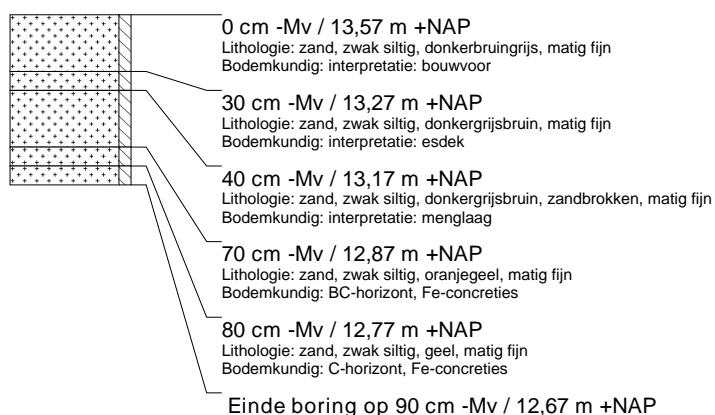 0 cm -Mv / 13,57 m +NAP
Lithologie: zand, zwak siltig, donkerbruingrijs, matig fijn
Bodemkundig: interpretatie: bouwvoor
30 cm -Mv / 13,27 m +NAP
Lithologie: zand, zwak siltig, donkergrijsbruin, matig fijn
Bodemkundig: interpretatie: esdek
40 cm -Mv / 13,17 m +NAP
Lithologie: zand, zwak siltig, donkergrijsbruin, zandbrokken, matig fijn
Bodemkundig: interpretatie: menglaag
70 cm -Mv / 12,87 m +NAP
Lithologie: zand, zwak siltig, oranjegeel, matig fijn
Bodemkundig: BC-horizont, Fe-concreties
80 cm -Mv / 12,77 m +NAP
Lithologie: zand, zwak siltig, geel, matig fijn
Bodemkundig: C-horizont, Fe-concreties
Einde boring op 90 cm -Mv / 12,67 m +NAP